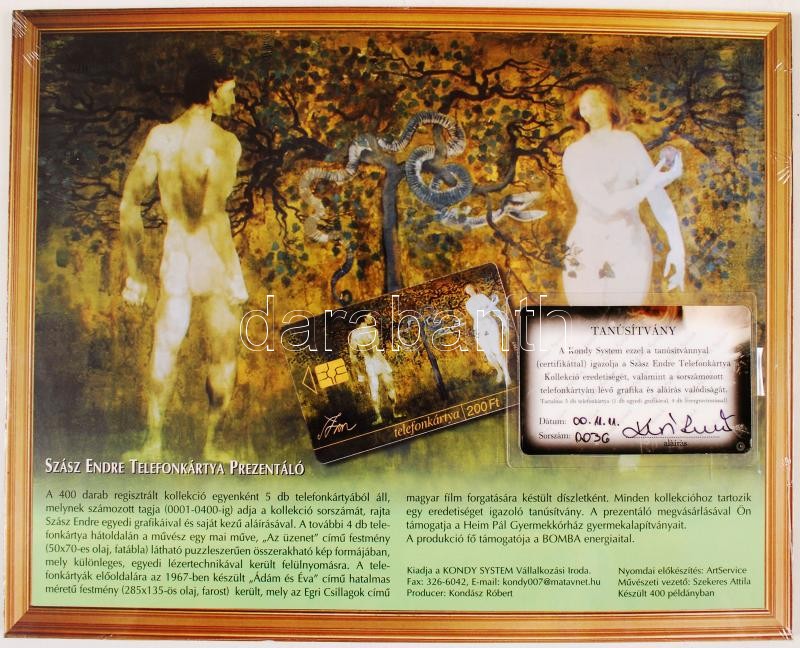 darabanth
TANÚSÍTVÁNY
A Kondy System ezzel a tanúsítvánnyal
(certifikáttal) igazolja a Szász Endre Telefonkártya
Kollekció eredetiségét, valamint a sorszámozott
telefonkártyán lévő grafika és aláírás valódiságát.
Dátum: 00.11.11.
Sorszám: 0036
aláírás
telefonkártya 200 Ft
SZÁSZ ENDRE TELEFONKÁRTYA PREZENTÁLÓ
A 400 darab regisztrált kollekció egyenként 5 db telefonkártyából áll,
melynek számozott tagja (0001-0400-ig) adja a kollekció sorszámát, rajta
Szász Endre egyedi grafikáival és saját kezű aláírásával. A további 4 db tele-
fonkártya hátoldalán a művész egy mai műve, „Az üzenet" című festmény
(50x70-es olaj, fatábla) látható puzzleszerűen összerakható kép formájában,
mely különleges, egyedi lézertechnikával került felülnyomásra. A tele-
fonkártyák előoldalára az 1967-ben készült „Ádám és Éva" című hatalmas
méretű festmény (285x135-ös olaj, farost) került, mely az Egri Csillagok című
magyar film forgatására készült díszletként. Minden kollekcióhoz tartozik
egy eredetiséget igazoló tanúsítvány. A prezentáló megvásárlásával Ön
támogatja a Heim Pál Gyermekkórház gyermekalapítványait.
A produkció fő támogatója a BOMBA energiaital.
Kiadja a KONDY SYSTEM Vállalkozási Iroda.
Fax: 326-6042, E-mail: kondy007@matavnet.hu
Producer: Kondász Róbert
Nyomdai előkészítés: ArtService
Művészeti vezető: Szekeres Attila
Készült 400 példányban